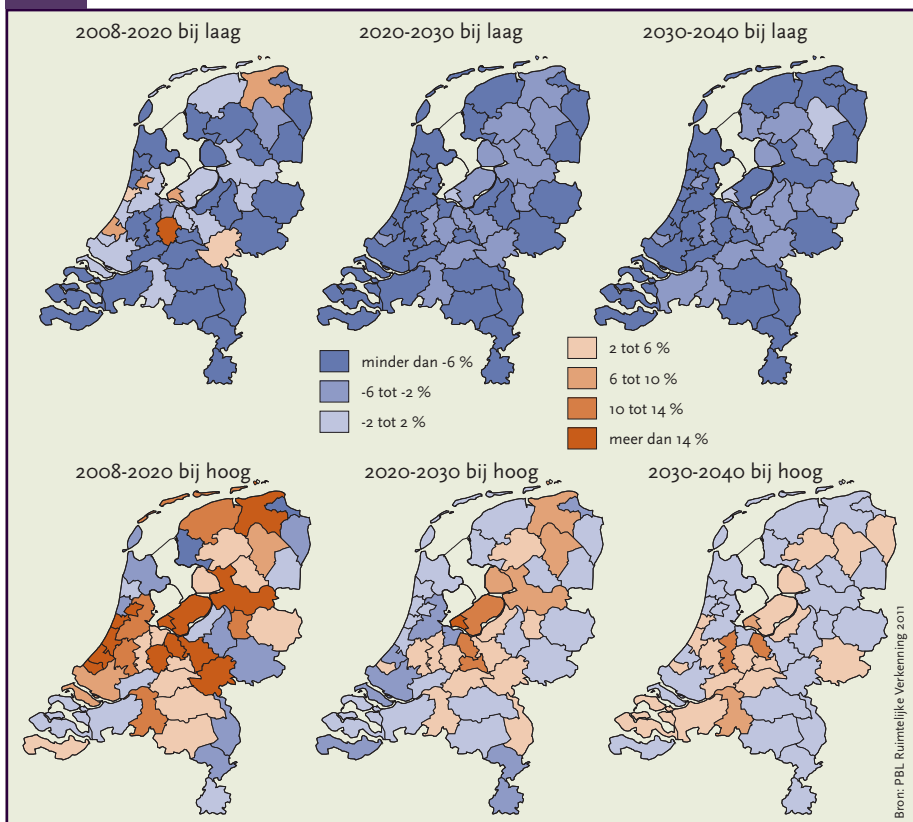 2008-2020 bij laag
2020-2030 bij laag
2030-2040 bij laag
minder dan -6 %
-6 tot -2 %
-2 tot 2 %
2 tot 6 %
6 tot 10 %
10 tot 14 %
meer dan 14 %
2008-2020 bij hoog
2020-2030 bij hoog
2030-2040 bij hoog
Bron: PBL Ruimtelijke Verkenning 2011